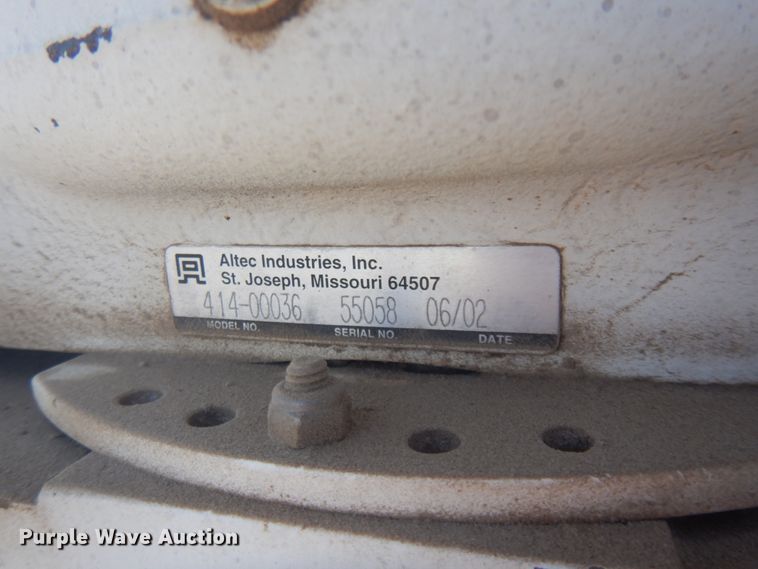 Altec Industries, Inc.
St. Joseph, Missouri 64507
414-00036 55058 06/02
MODEL NO. SERIAL NO. DATE
Purple Wave Auction